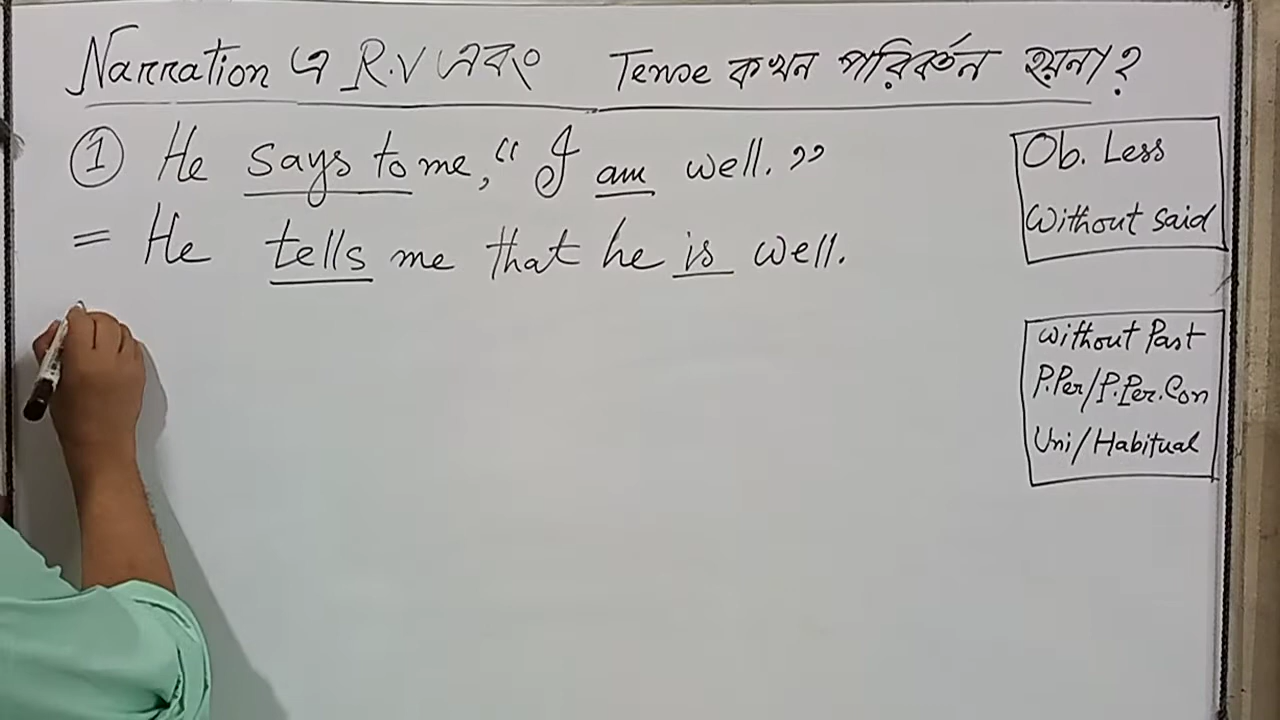 Narration এ R.V এবং Tense কখন পরিবর্তন হয়না?
① He says to me, "I am well."
= He tells me that he is well.
Ob. Less
Without said
Without Past
P.Per/P.Per.Con
Uni/Habitual